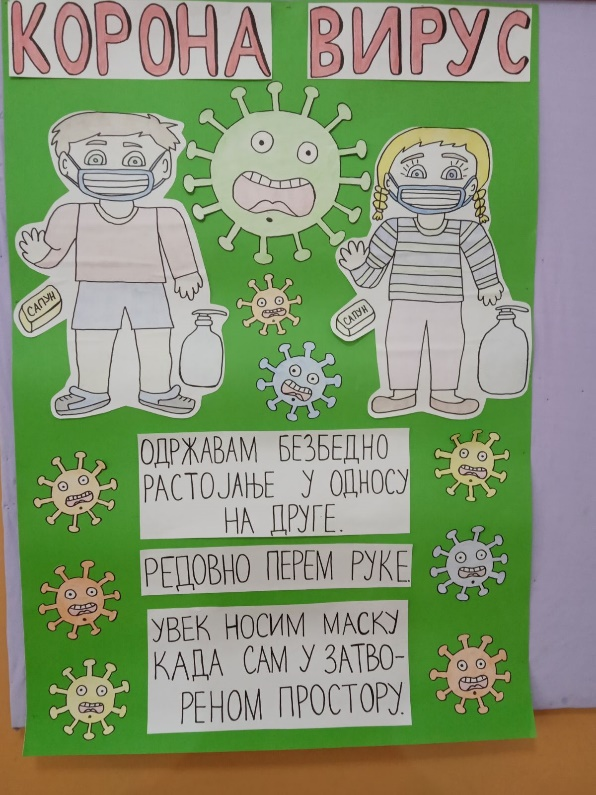 КОРОНА ВИРУС
САПУН
САПУН
ОДРЖАВАМ БЕЗБЕДНО
РАСТОЈАЊЕ У ОДНОСУ
НА ДРУГЕ.
РЕДОВНО ПЕРЕМ РУКЕ.
УВЕК НОСИМ МАСКУ
КАДА САМ У ЗАТВО-
РЕНОМ ПРОСТОРУ.